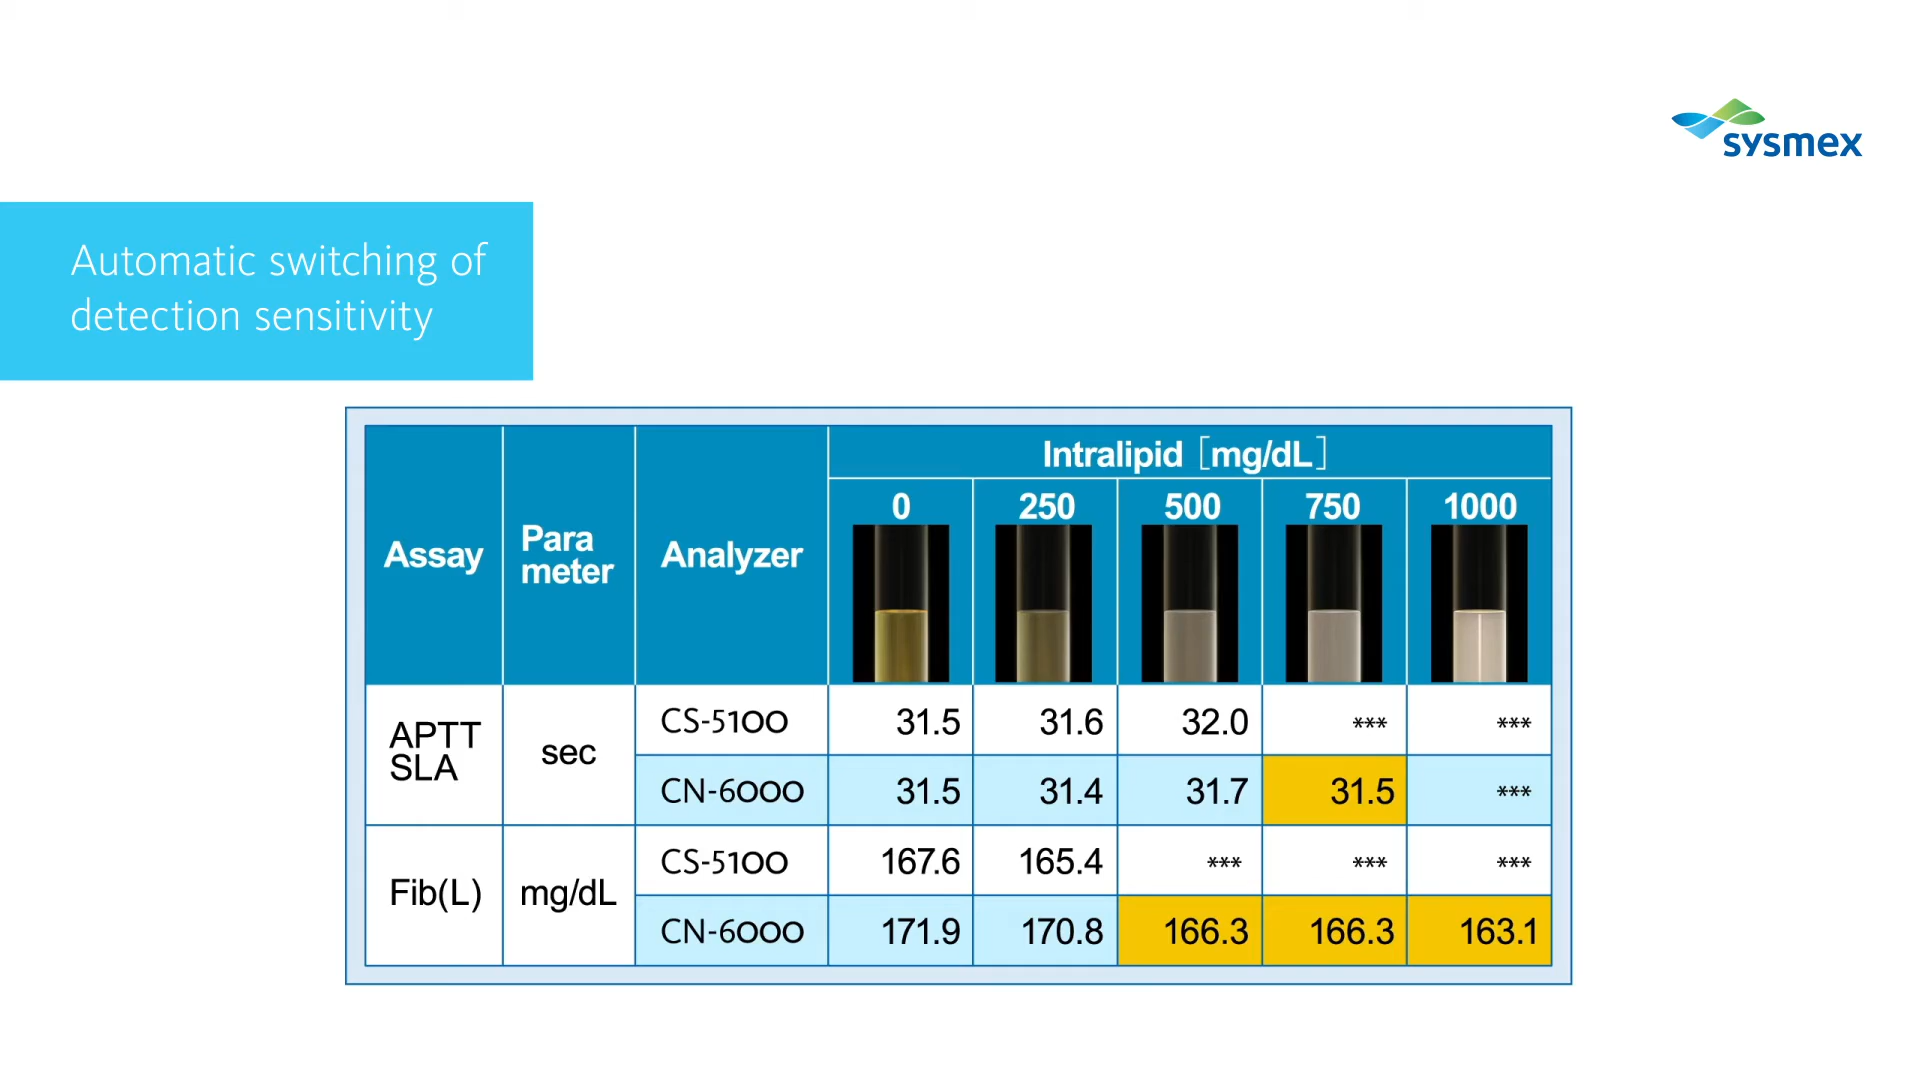 sysmex
Automatic switching of
detection sensitivity
Assay
Para
meter
Analyzer
Intralipid [mg/dL]
0 250 500 750 1000
APTT
SLA
sec
CS-5100 31.5 31.6 32.0 *** ***
CN-6000 31.5 31.4 31.7 31.5 ***
Fib(L)
mg/dL
CS-5100 167.6 165.4 *** *** ***
CN-6000 171.9 170.8 166.3 166.3 163.1